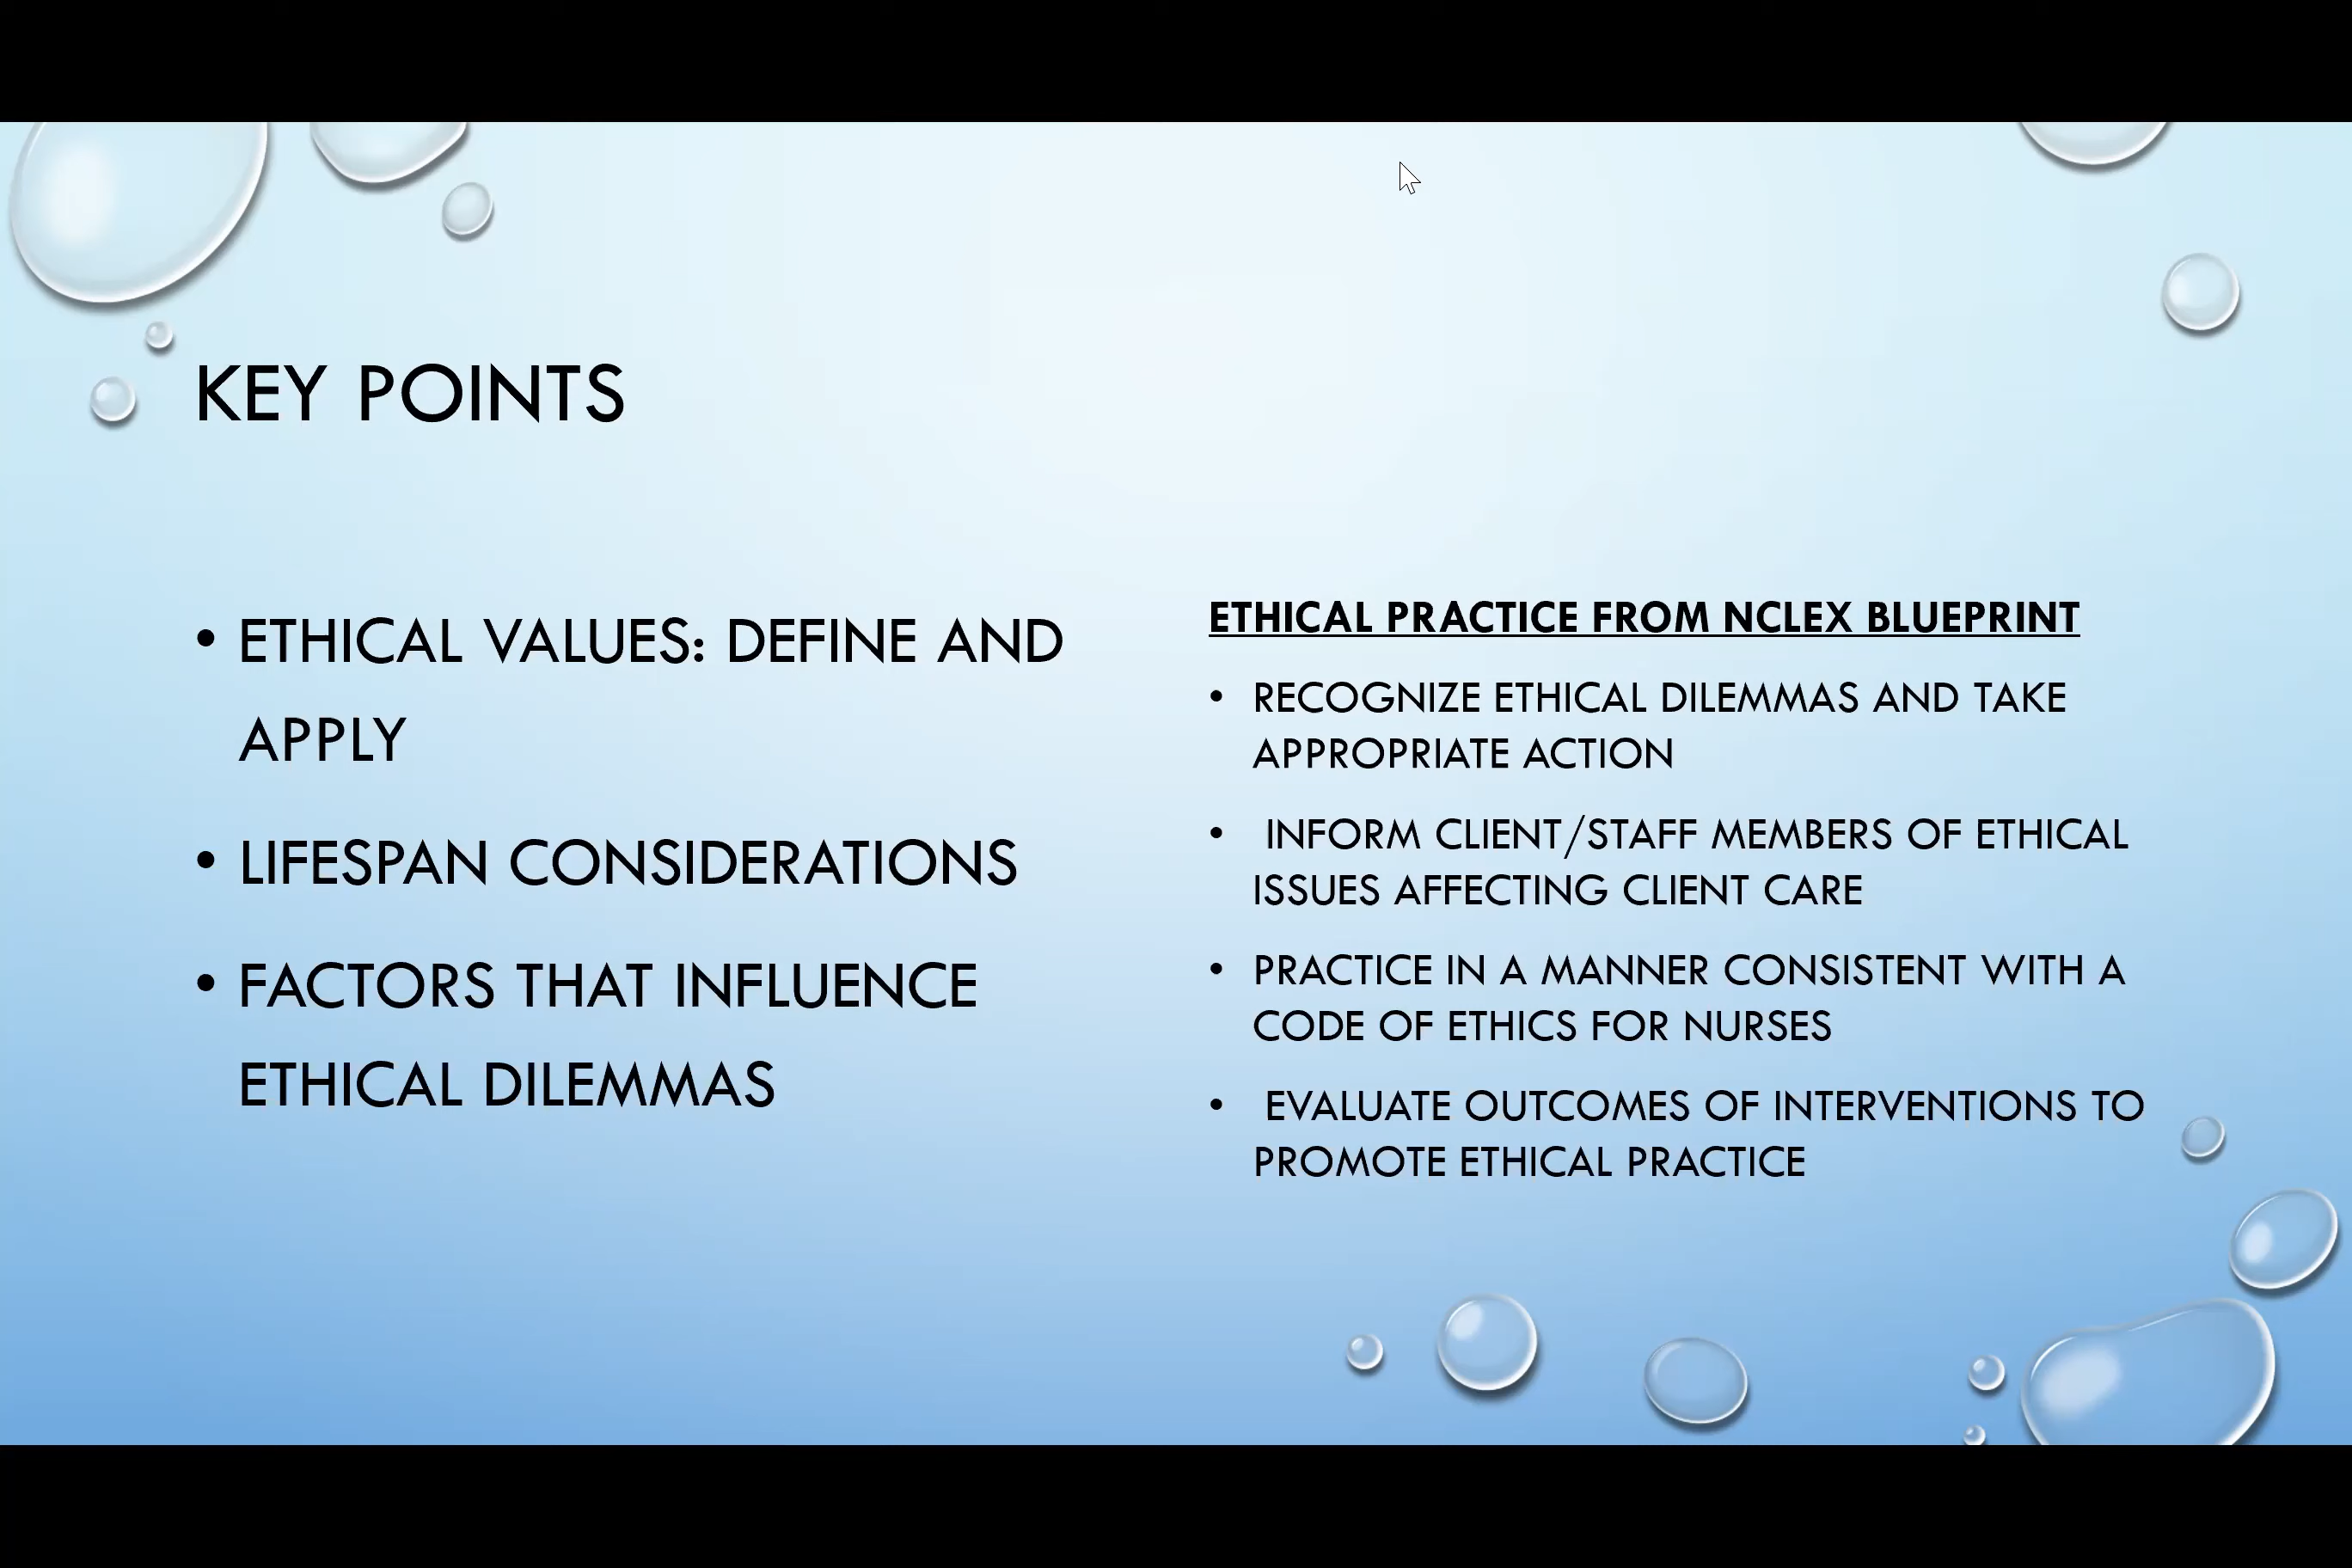 KEY POINTS
• ETHICAL VALUES: DEFINE AND
APPLY
• LIFESPAN CONSIDERATIONS
• FACTORS THAT INFLUENCE
ETHICAL DILEMMAS
ETHICAL PRACTICE FROM NCLEX BLUEPRINT
• RECOGNIZE ETHICAL DILEMMAS AND TAKE
APPROPRIATE ACTION
• INFORM CLIENT/STAFF MEMBERS OF ETHICAL
ISSUES AFFECTING CLIENT CARE
• PRACTICE IN A MANNER CONSISTENT WITH A
CODE OF ETHICS FOR NURSES
• EVALUATE OUTCOMES OF INTERVENTIONS TO
PROMOTE ETHICAL PRACTICE